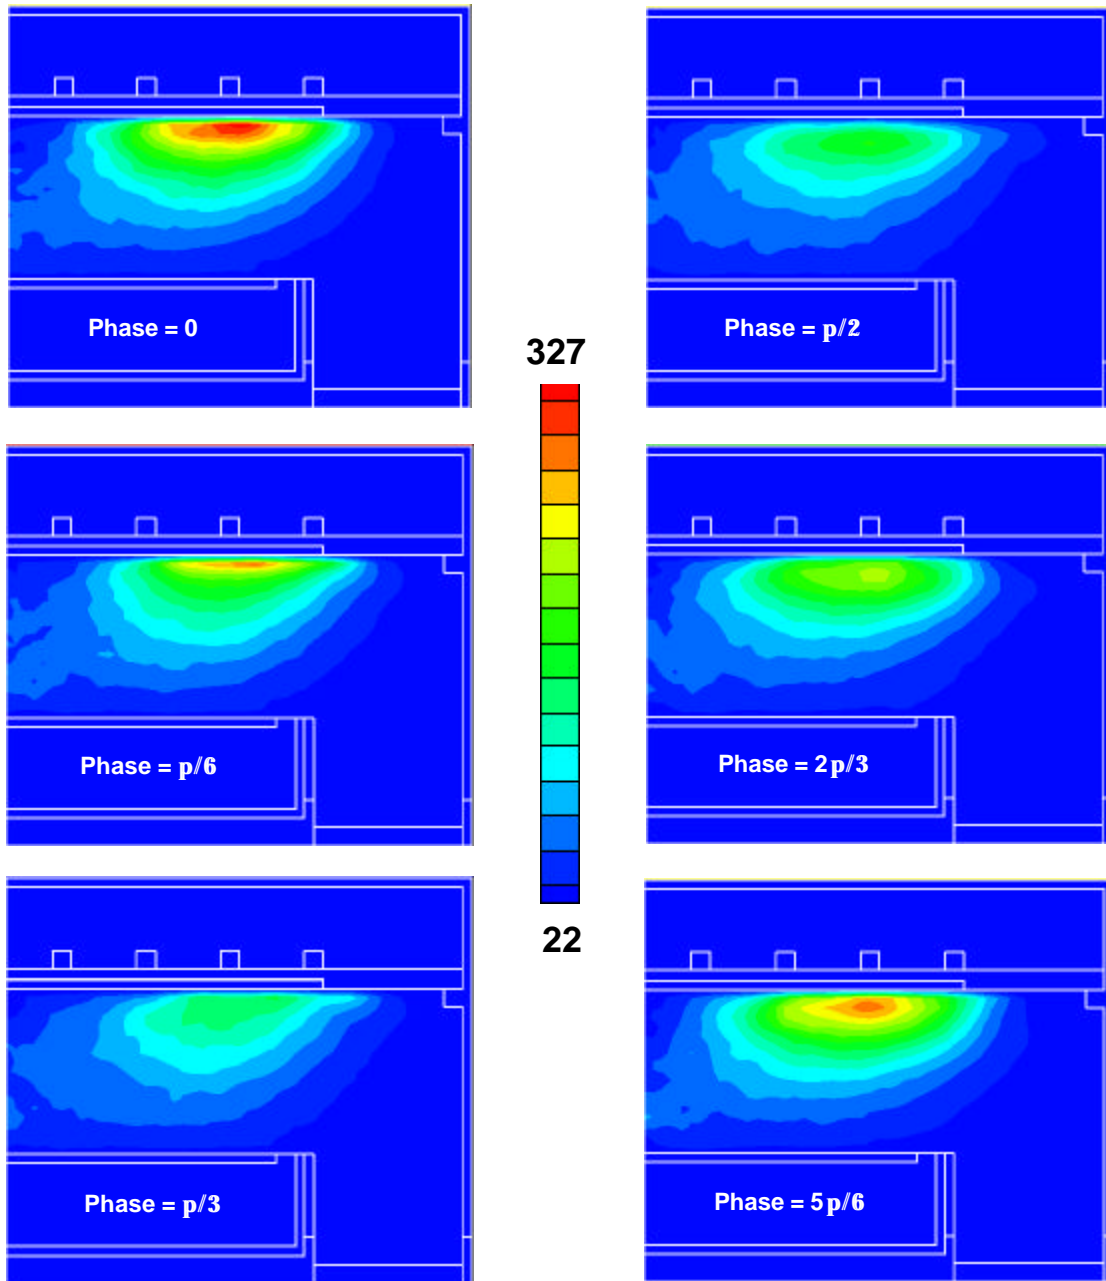 Phase = 0
Phase = p/2
327
Phase = p/6
Phase = 2p/3
22
Phase = p/3
Phase = 5p/6